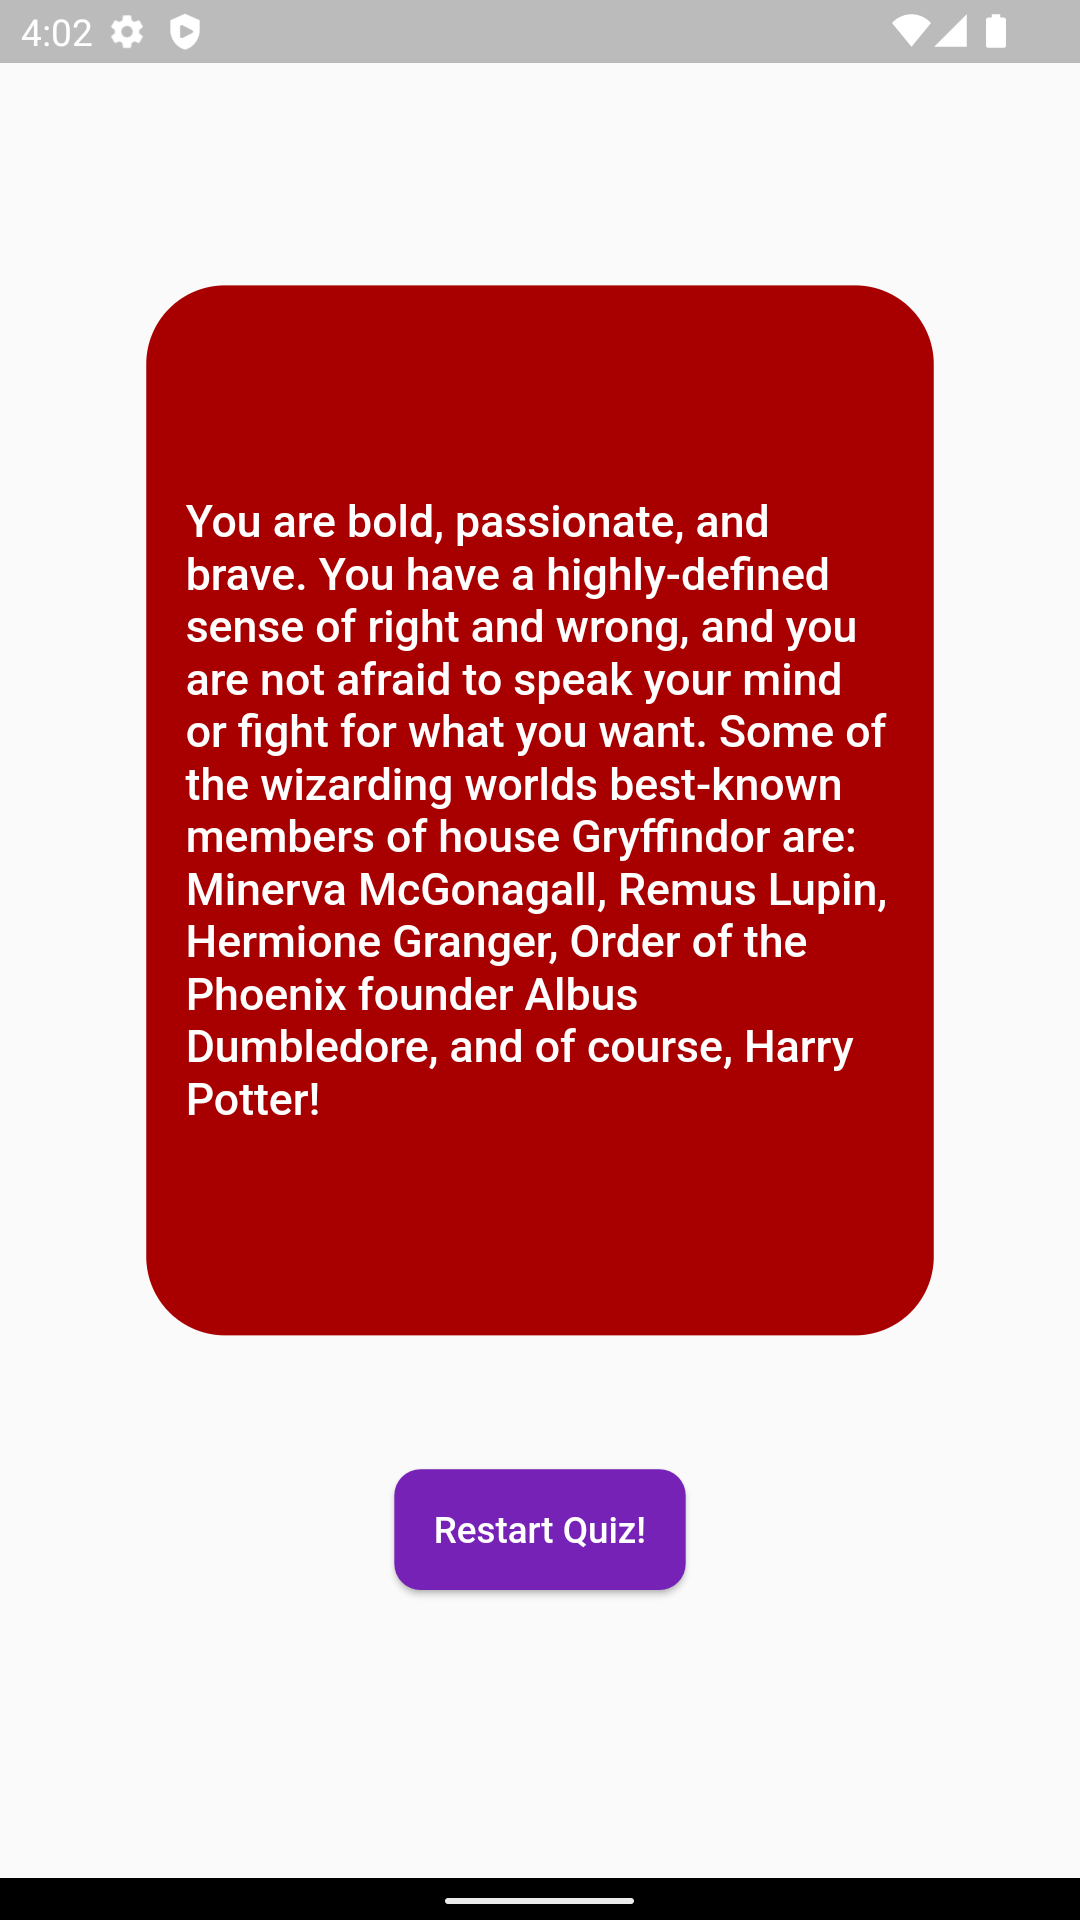 4:02
You are bold, passionate, and
brave. You have a highly-defined
sense of right and wrong, and you
are not afraid to speak your mind
or fight for what you want. Some of
the wizarding worlds best-known
members of house Gryffindor are:
Minerva McGonagall, Remus Lupin,
Hermione Granger, Order of the
Phoenix founder Albus
Dumbledore, and of course, Harry
Potter!
Restart Quiz!